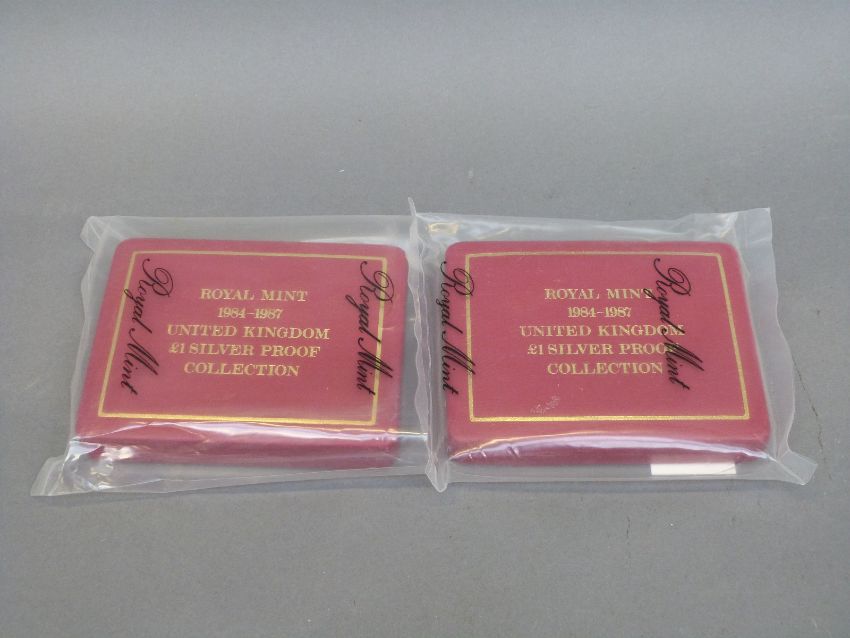 ROYAL MINT
1984–1987
UNITED KINGDOM
£1 SILVER PROOF
COLLECTION
Royal Mint
Royal Mint
ROYAL MINT
1984–1987
UNITED KINGDOM
£1 SILVER PROOF
COLLECTION
Royal Mint
Royal Mint